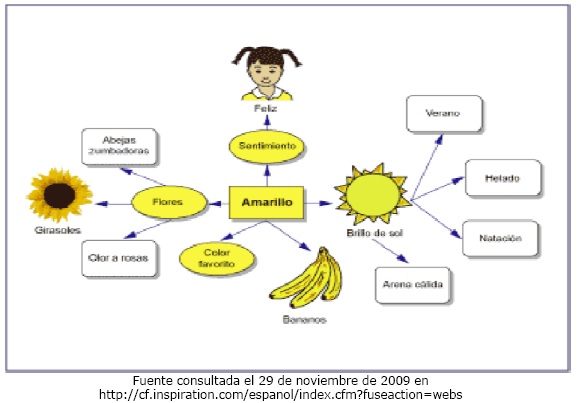 Feliz
Sentimiento
Verano
Abejas
zumbadoras
Helado
Flores
Amarillo
Girasoles
Brillo de sol
Natación
Olor a rosas
Color
favorito
Arena cálida
Bananos
Fuente consultada el 29 de noviembre de 2009 en
http://cf.inspiration.com/espanol/index.cfm?fuseaction=webs